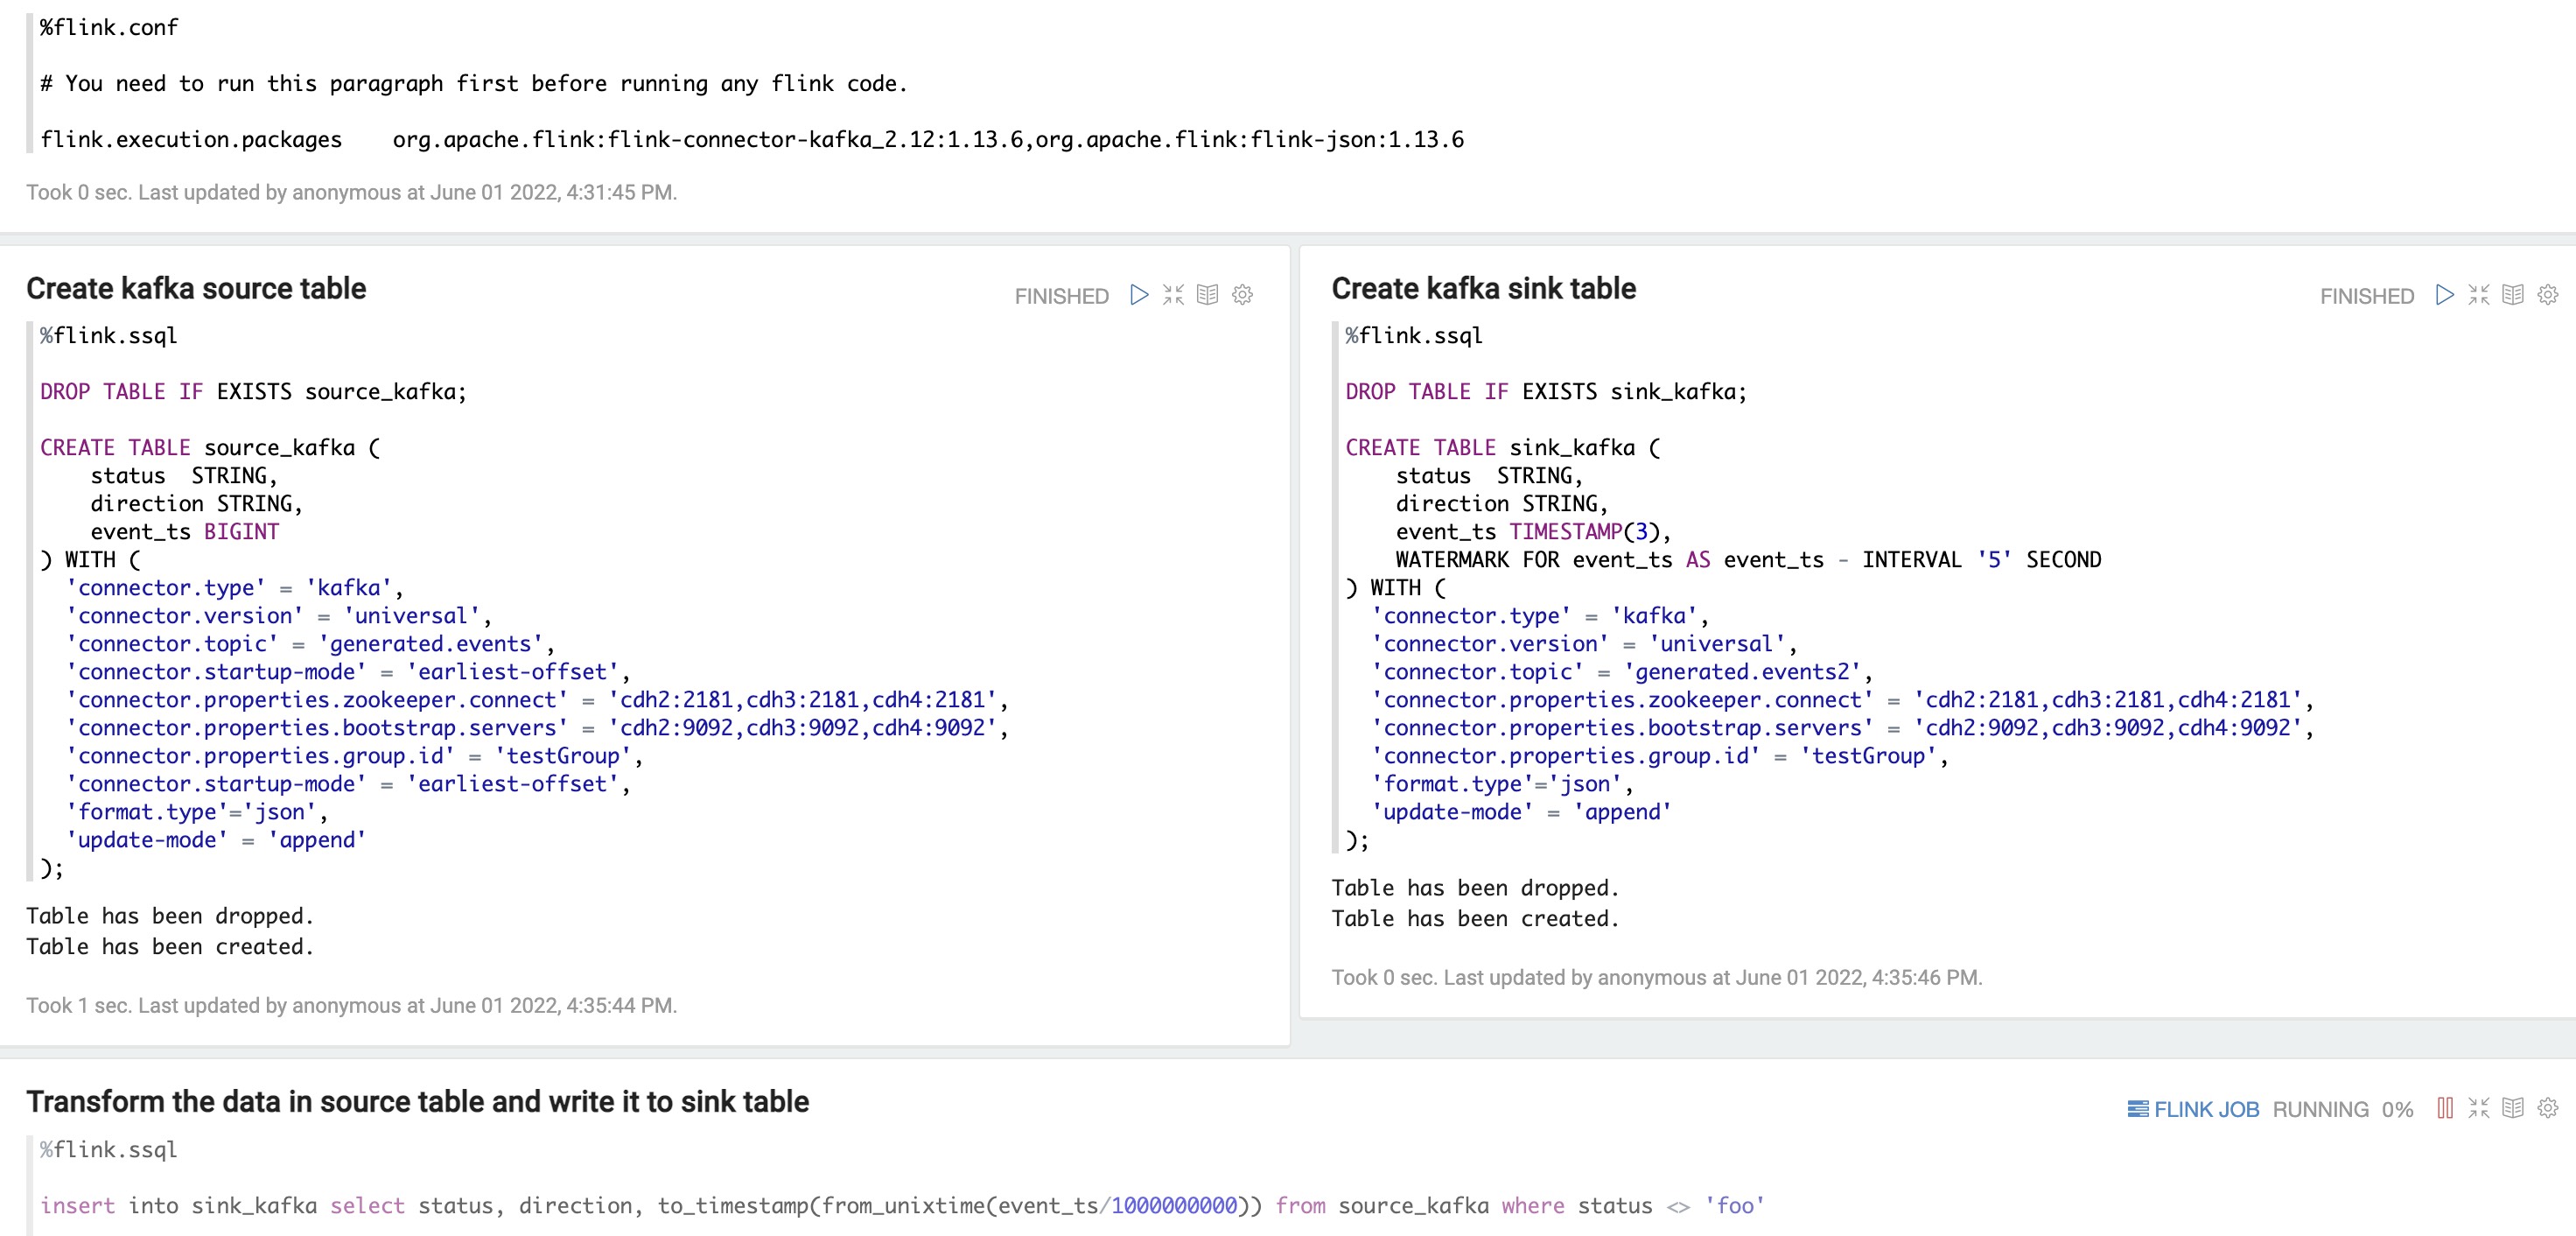 %flink.conf
# You need to run this paragraph first before running any flink code.
flink.execution.packages    org.apache.flink:flink-connector-kafka_2.12:1.13.6,org.apache.flink:flink-json:1.13.6
Took 0 sec. Last updated by anonymous at June 01 2022, 4:31:45 PM.
Create kafka source table
FINISHED
%flink.ssql
DROP TABLE IF EXISTS source_kafka;
CREATE TABLE source_kafka (
    status  STRING,
    direction STRING,
    event_ts BIGINT
) WITH (
  'connector.type' = 'kafka',
  'connector.version' = 'universal',
  'connector.topic' = 'generated.events',
  'connector.startup-mode' = 'earliest-offset',
  'connector.properties.zookeeper.connect' = 'cdh2:2181,cdh3:2181,cdh4:2181',
  'connector.properties.bootstrap.servers' = 'cdh2:9092,cdh3:9092,cdh4:9092',
  'connector.properties.group.id' = 'testGroup',
  'connector.startup-mode' = 'earliest-offset',
  'format.type'='json',
  'update-mode' = 'append'
);
Table has been dropped.
Table has been created.
Took 1 sec. Last updated by anonymous at June 01 2022, 4:35:44 PM.
Create kafka sink table
FINISHED
%flink.ssql
DROP TABLE IF EXISTS sink_kafka;
CREATE TABLE sink_kafka (
    status  STRING,
    direction STRING,
    event_ts TIMESTAMP(3),
    WATERMARK FOR event_ts AS event_ts - INTERVAL '5' SECOND
) WITH (
  'connector.type' = 'kafka',
  'connector.version' = 'universal',
  'connector.topic' = 'generated.events2',
  'connector.properties.zookeeper.connect' = 'cdh2:2181,cdh3:2181,cdh4:2181',
  'connector.properties.bootstrap.servers' = 'cdh2:9092,cdh3:9092,cdh4:9092',
  'connector.properties.group.id' = 'testGroup',
  'format.type'='json',
  'update-mode' = 'append'
);
Table has been dropped.
Table has been created.
Took 0 sec. Last updated by anonymous at June 01 2022, 4:35:46 PM.
Transform the data in source table and write it to sink table
FLINK JOB RUNNING 0%
%flink.ssql
insert into sink_kafka select status, direction, to_timestamp(from_unixtime(event_ts/1000000000)) from source_kafka where status <> 'foo'